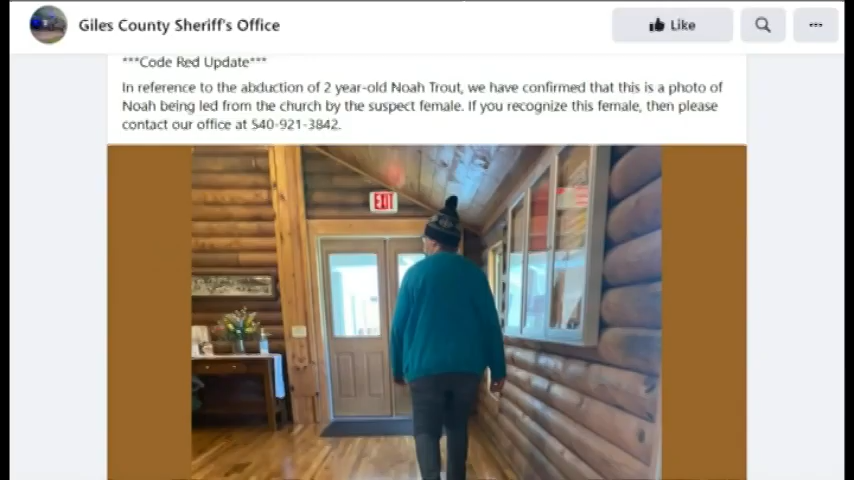 Giles County Sheriff's Office
Like
***Code Red Update***
In reference to the abduction of 2 year-old Noah Trout, we have confirmed that this is a photo of
Noah being led from the church by the suspect female. If you recognize this female, then please
contact our office at 540-921-3842.
EXIT